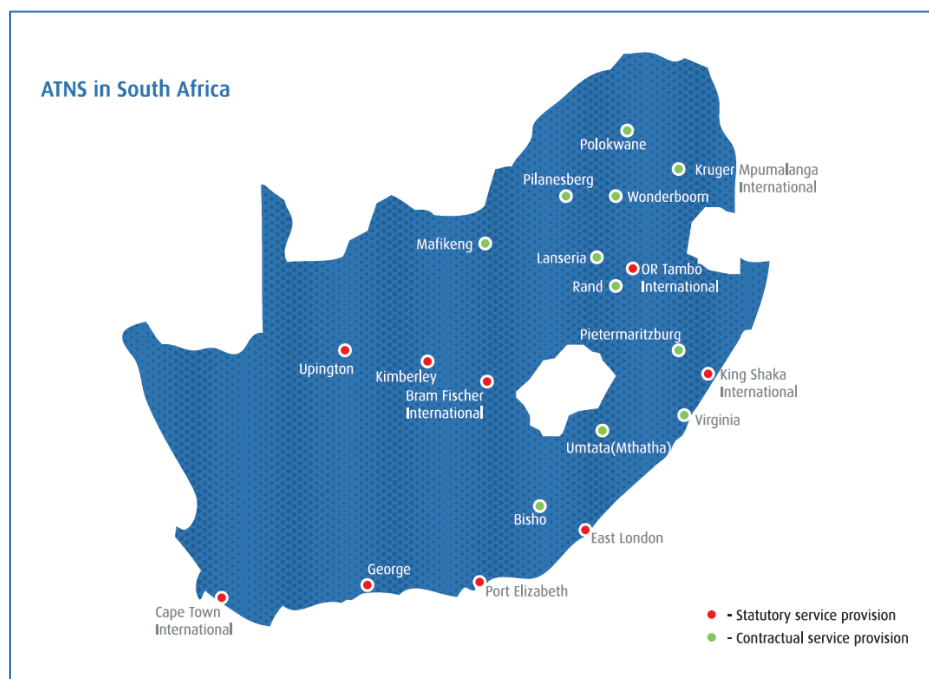 ATNS in South Africa
Polokwane
Kruger Mpumalanga
International
Pilanesberg
Wonderboom
Mafikeng
Lanseria
OR Tambo
International
Rand
Pietermaritzburg
Upington
Kimberley
Bram Fischer
International
King Shaka
International
Virginia
Umtata(Mthatha)
Bisho
East London
George
Port Elizabeth
Cape Town
International
- Statutory service provision
- Contractual service provision